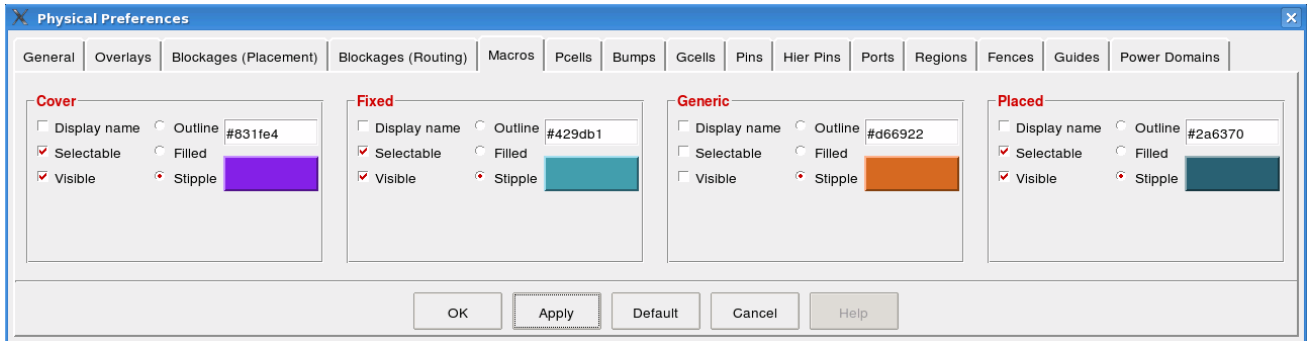 Physical Preferences
General Overlays Blockages (Placement) Blockages (Routing) Macros Pcells Bumps Gcells Pins Hier Pins Ports Regions Fences Guides Power Domains
Cover Fixed Generic Placed
Display name Outline #831fe4 Display name Outline #429db1 Display name Outline #d66922 Display name Outline #2a6370
Selectable Filled Selectable Filled Selectable Filled Selectable Filled
Visible Stipple Visible Stipple Visible Stipple Visible Stipple
OK Apply Default Cancel Help